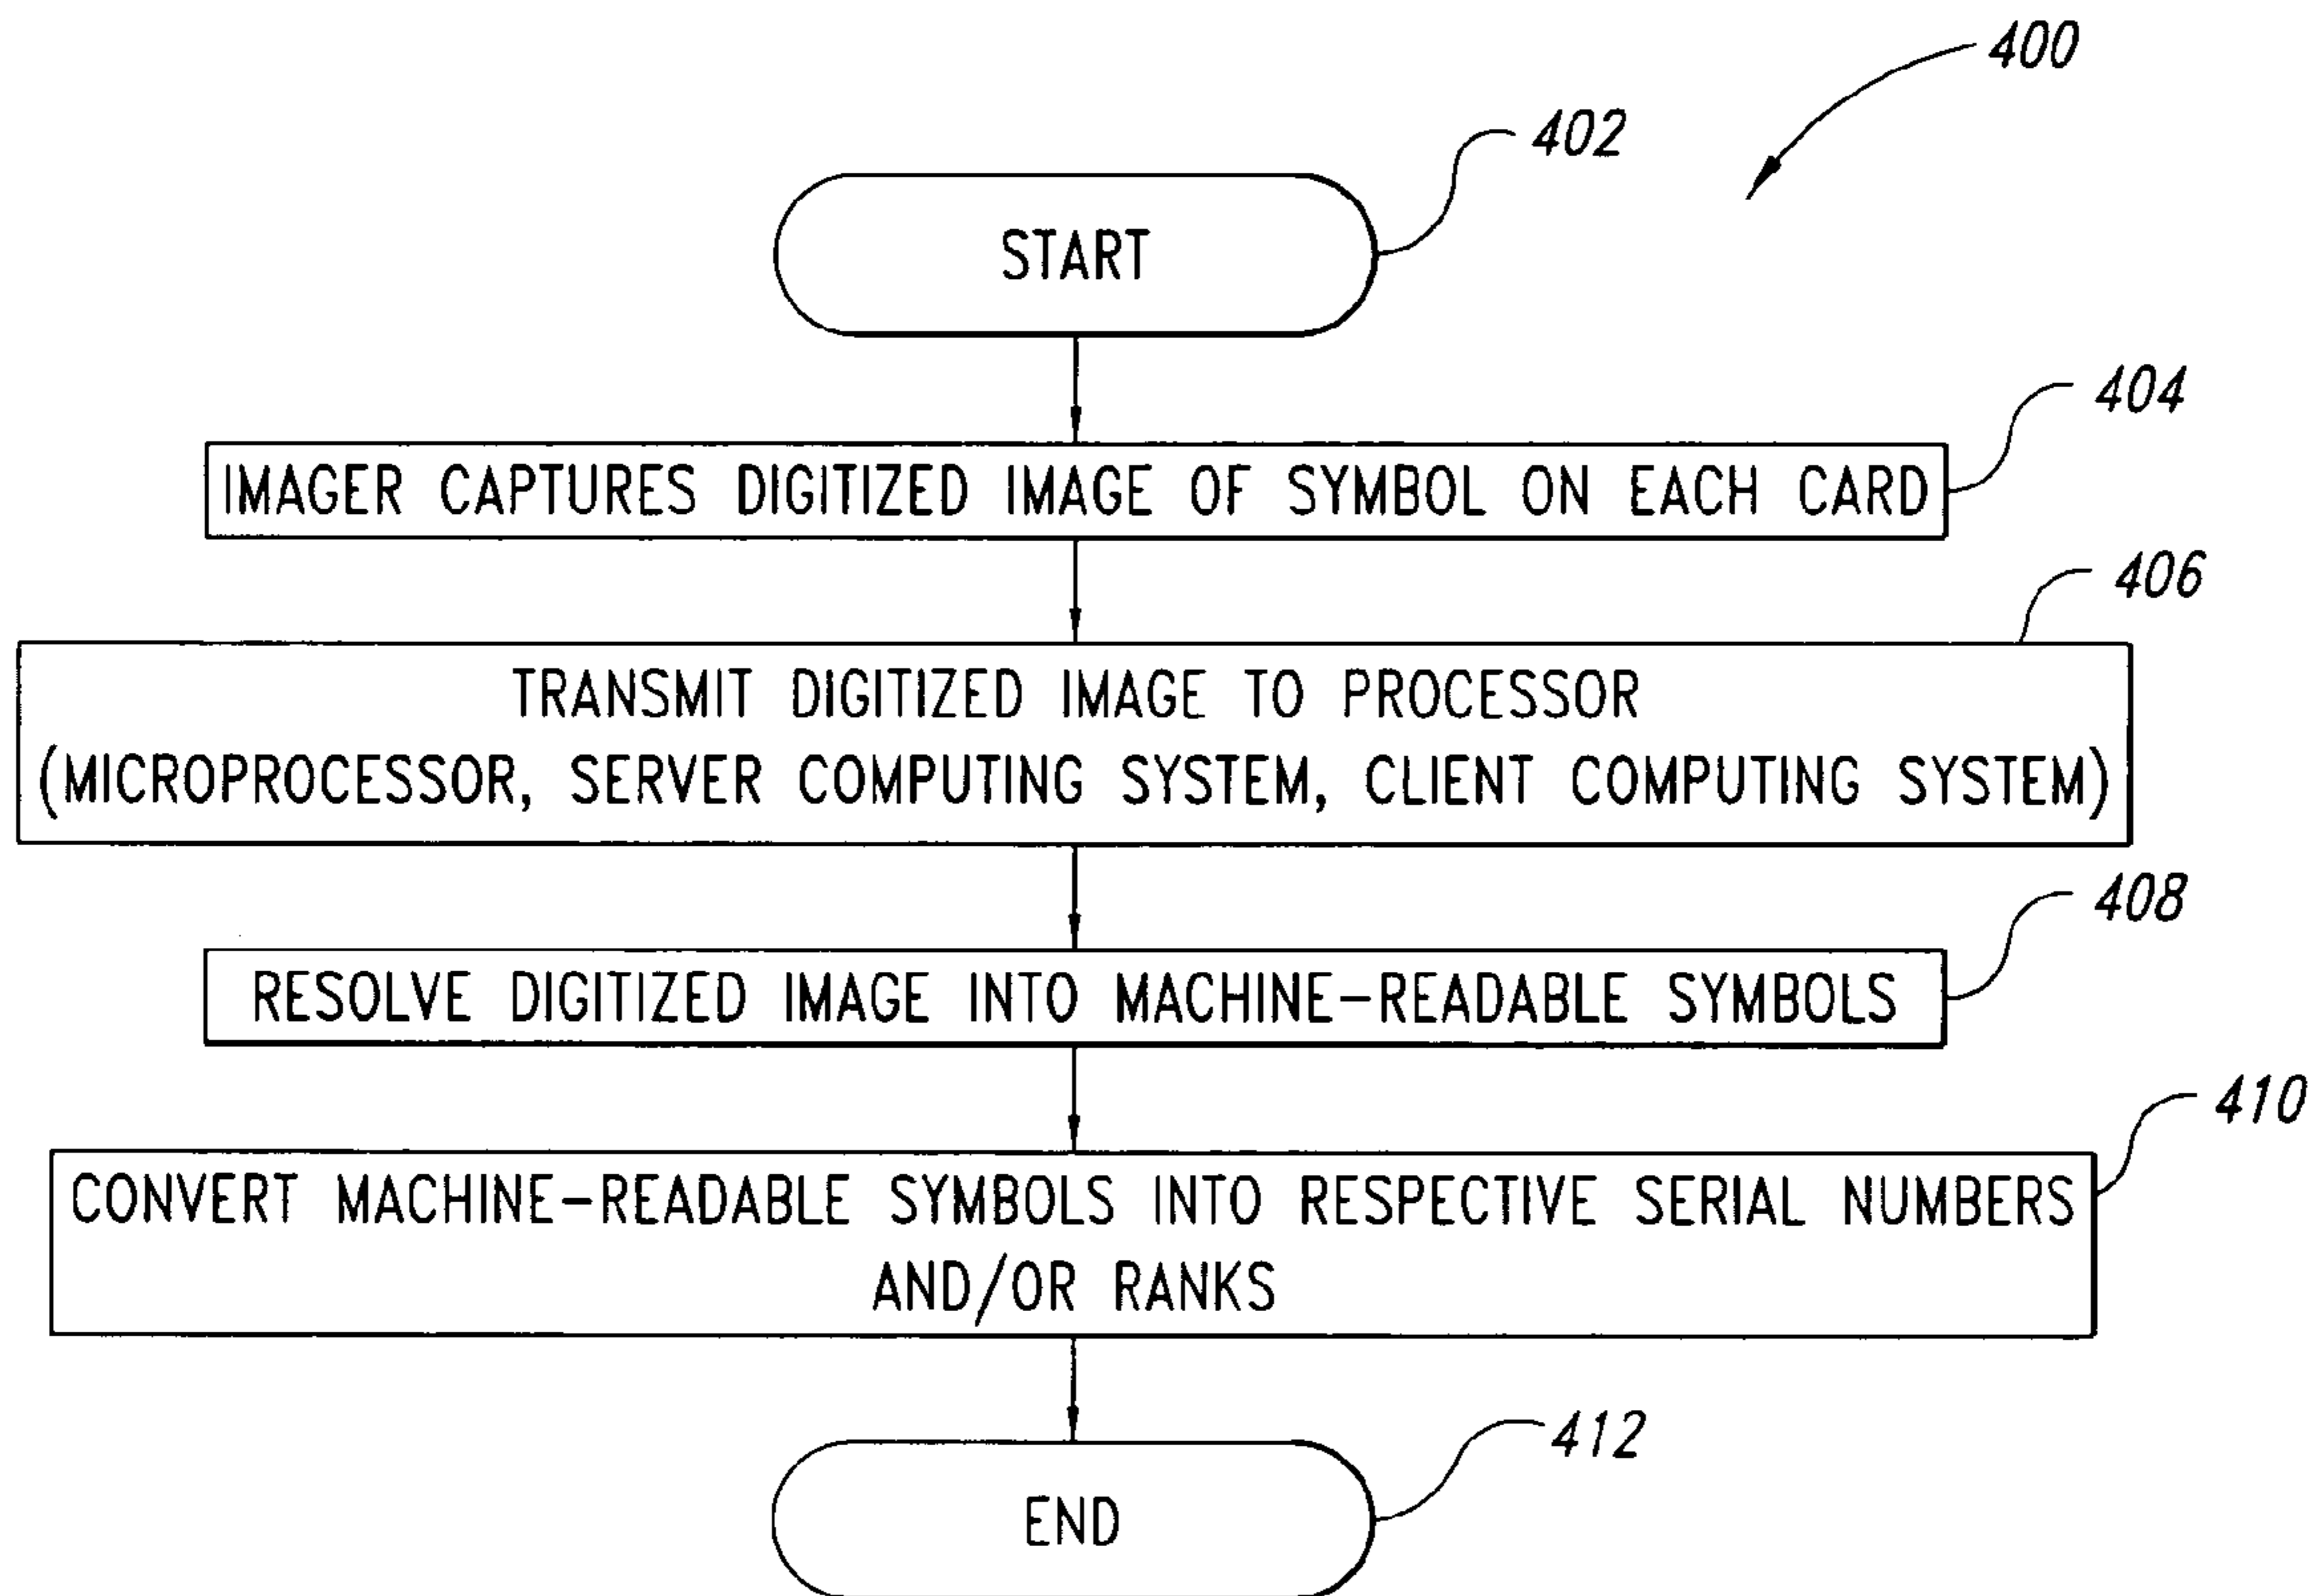 400
402
START
404
IMAGER CAPTURES DIGITIZED IMAGE OF SYMBOL ON EACH CARD
406
TRANSMIT DIGITIZED IMAGE TO PROCESSOR
(MICROPROCESSOR, SERVER COMPUTING SYSTEM, CLIENT COMPUTING SYSTEM)
408
RESOLVE DIGITIZED IMAGE INTO MACHINE-READABLE SYMBOLS
410
CONVERT MACHINE-READABLE SYMBOLS INTO RESPECTIVE SERIAL NUMBERS
AND/OR RANKS
412
END